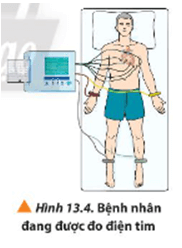 ▲ Hình 13.4. Bệnh nhân
đang được đo điện tim